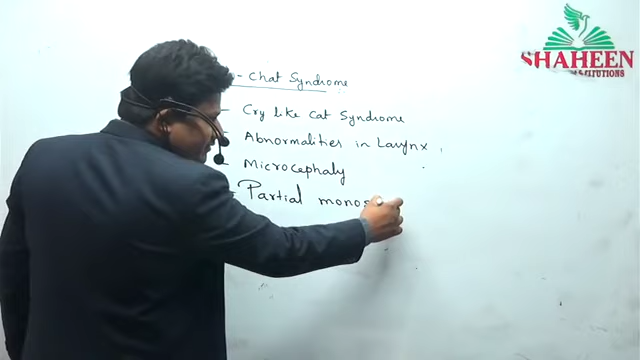 - Chat Syndrome
- Cry like Cat Syndrome
- Abnormalities in Larynx,
- Microcephaly
- Partial monos
SHAHEEN